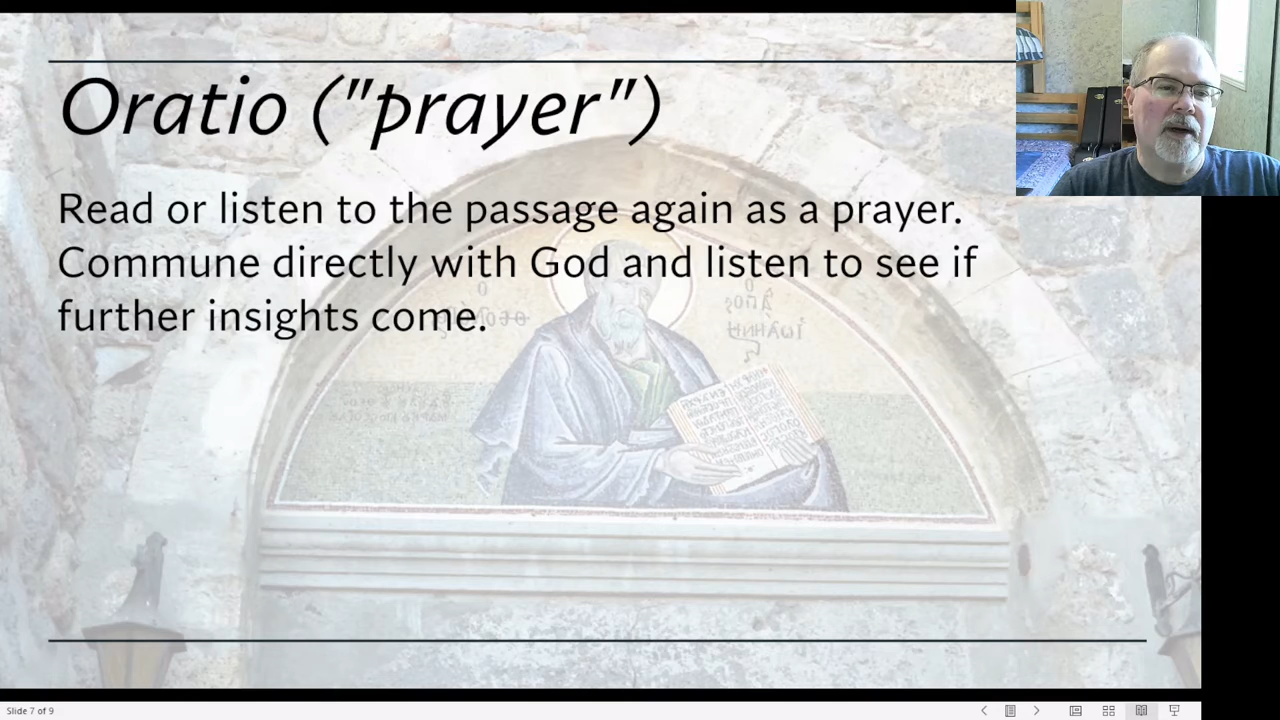 Oratio ("prayer")
Read or listen to the passage again as a prayer.
Commune directly with God and listen to see if
further insights come.
Slide 7 of 9